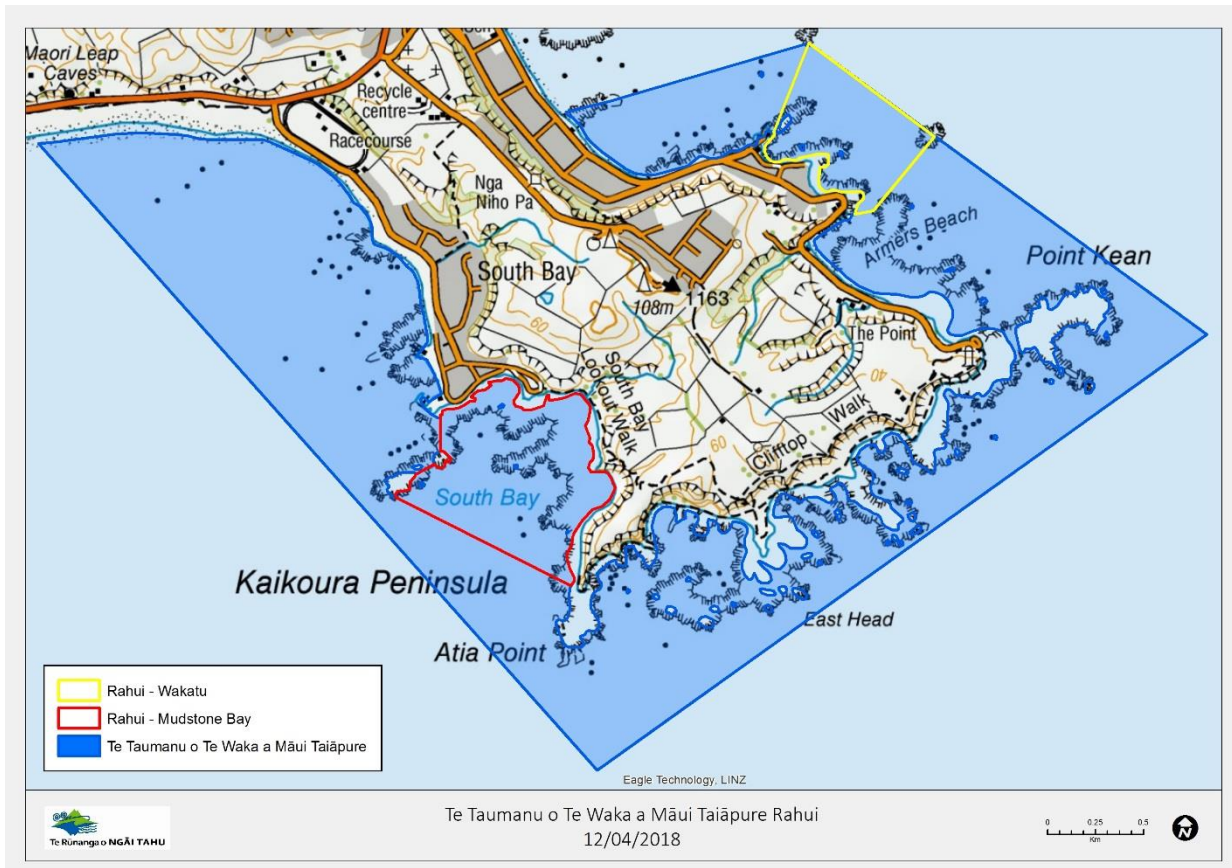 Maori Leap
Caves
Recycle
centre
Racecourse
Nga
Niho Pa
South Bay
108m
1163
60
South Bay
Lookout Walk
The Point
40
60
Clifftop
Walk
Armers Beach
Point Kean
South Bay
Kaikoura Peninsula
Atia Point
East Head
Rahui - Wakatu
Rahui - Mudstone Bay
Te Taumanu o Te Waka a Māui Taiāpure
Eagle Technology, LINZ
Te Rūnanga o NGĀI TAHU
Te Taumanu o Te Waka a Māui Taiāpure Rahui
12/04/2018
0 0.25 0.5
Km
N